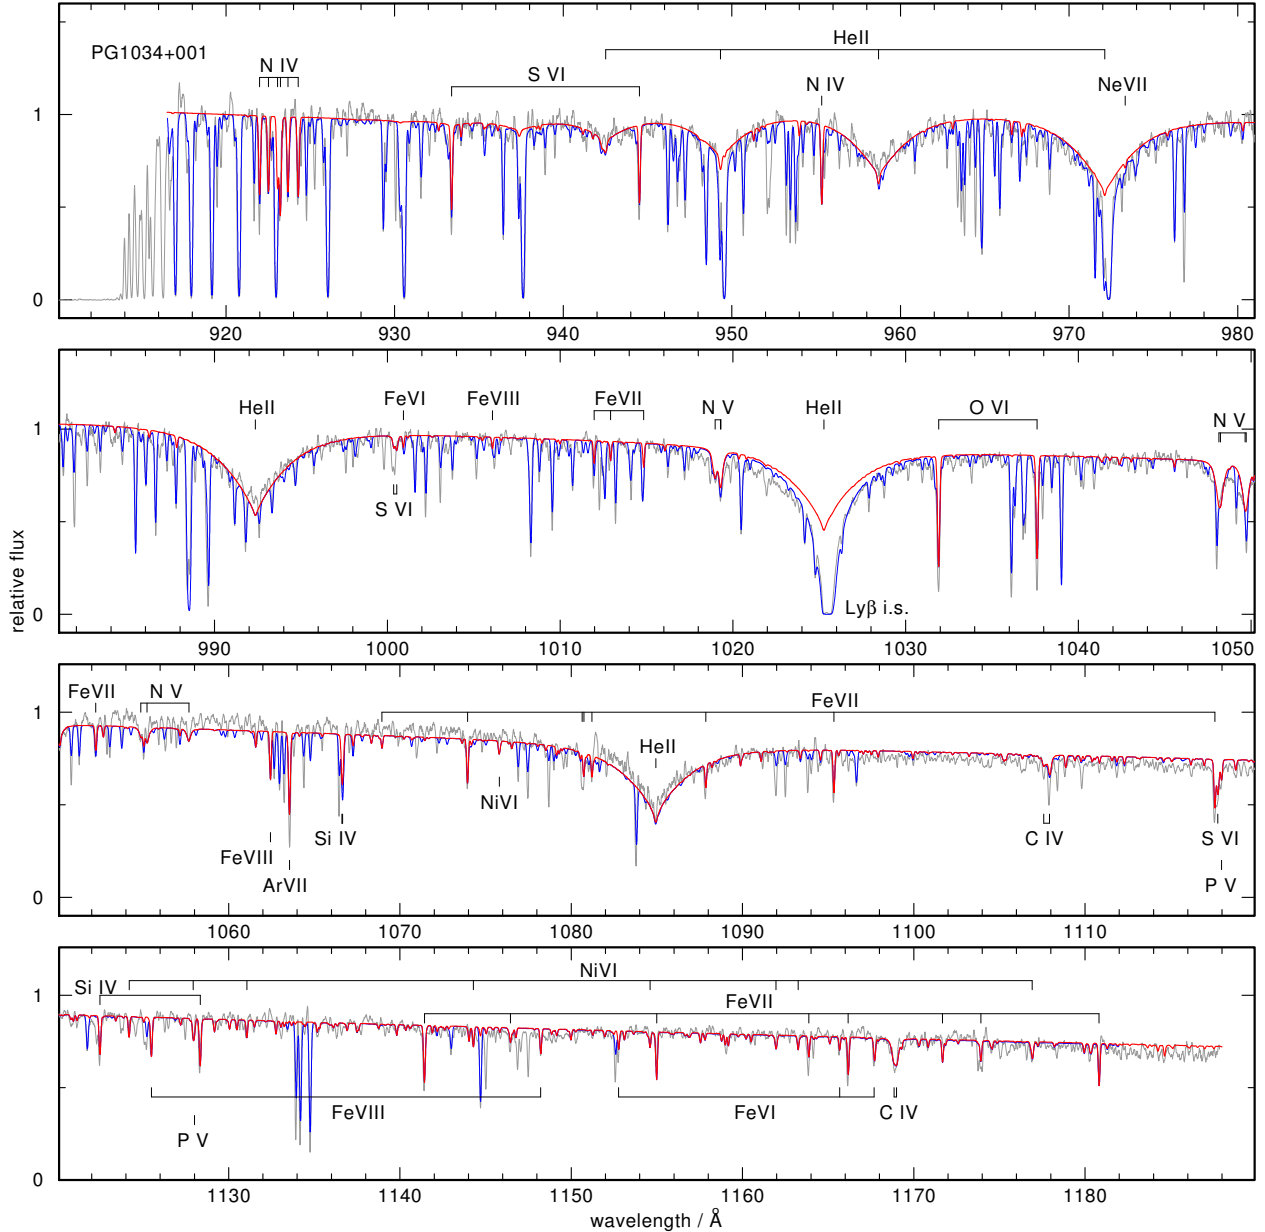 PG1034+001
N IV
S VI
HeII
N IV
NeVII
1
0
920 930 940 950 960 970 980
HeII
FeVI
FeVIII
FeVII
N V
HeII
O VI
N V
S VI
Lyβ i.s.
1
0
990 1000 1010 1020 1030 1040 1050
relative flux
FeVII
N V
FeVII
HeII
NiVI
Si IV
FeVIII
ArVII
C IV
S VI
P V
1
0
1060 1070 1080 1090 1100 1110
Si IV
NiVI
FeVII
FeVIII
FeVI
C IV
P V
1
0
1130 1140 1150 1160 1170 1180
wavelength / Å